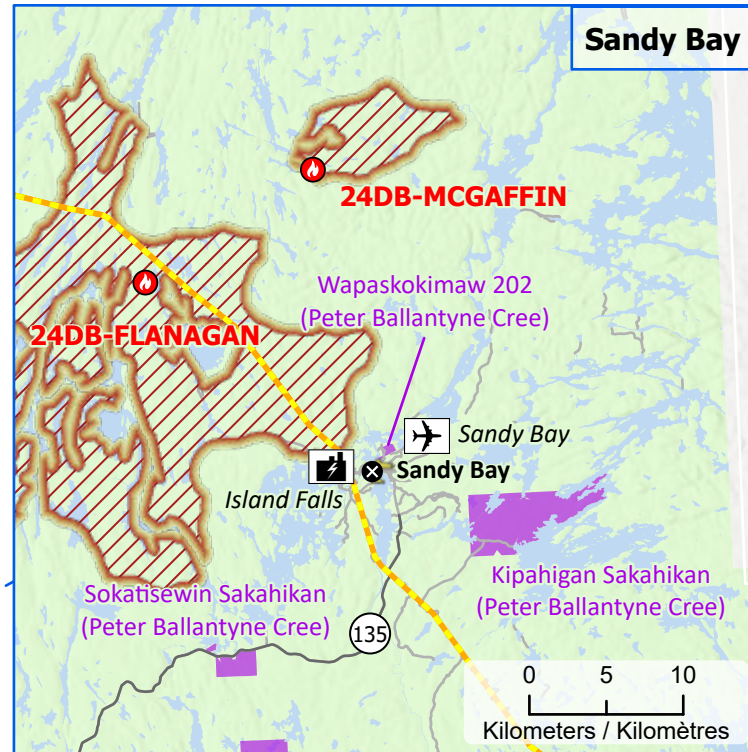 Sandy Bay
24DB-MCGAFFIN
Wapaskokimaw 202
(Peter Ballantyne Cree)
24DB-FLANAGAN
Sandy Bay
Sandy Bay
Island Falls
Kipahigan Sakahikan
(Peter Ballantyne Cree)
Sokatisewin Sakahikan
(Peter Ballantyne Cree)
135
0 5 10
Kilometers / Kilomètres